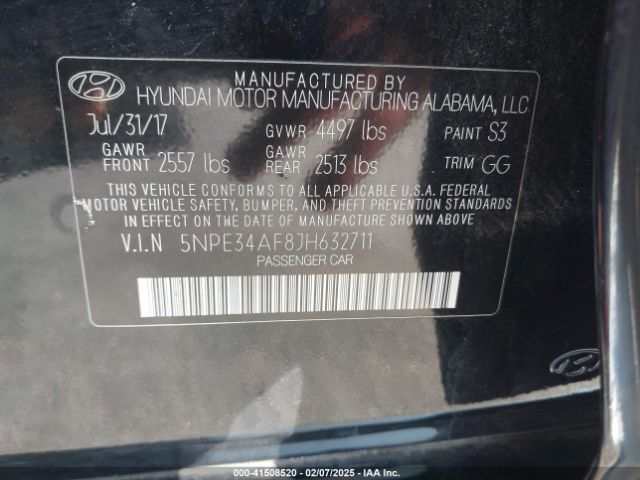 MANUFACTURED BY
HYUNDAI MOTOR MANUFACTURING ALABAMA, LLC
Jul/31/17 GVWR 4497 lbs PAINT S3
GAWR FRONT 2557 lbs GAWR REAR 2513 lbs TRIM GG
THIS VEHICLE CONFORMS TO ALL APPLICABLE U.S.A. FEDERAL
MOTOR VEHICLE SAFETY, BUMPER, AND THEFT PREVENTION STANDARDS
IN EFFECT ON THE DATE OF MANUFACTURE SHOWN ABOVE.
V.I.N 5NPE34AF8JH632711
PASSENGER CAR
000-41508520 - 02/07/2025 - IAA Inc.